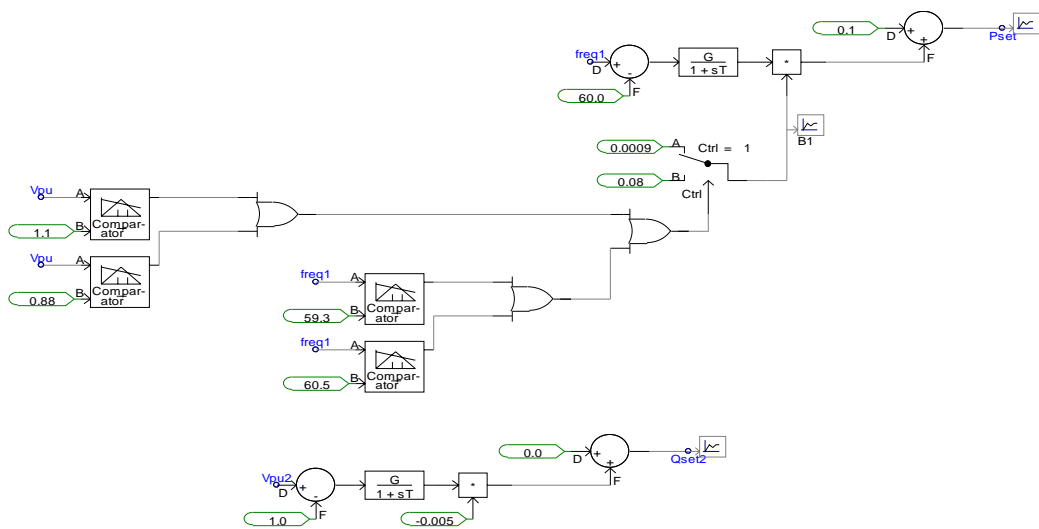 0.1
D
+
+
F
Pset
freq1
D
+
-
F
60.0
G
1 + sT
*
B1
0.0009
A
Ctrl = 1
0.08
B
Ctrl
Vpu
A
Compar-
ator
1.1
B
Vpu
A
Compar-
ator
0.88
B
freq1
A
Compar-
ator
59.3
B
freq1
A
Compar-
ator
60.5
B
0.0
D
+
+
F
Qset2
Vpu2
D
+
-
F
1.0
G
1 + sT
*
-0.005